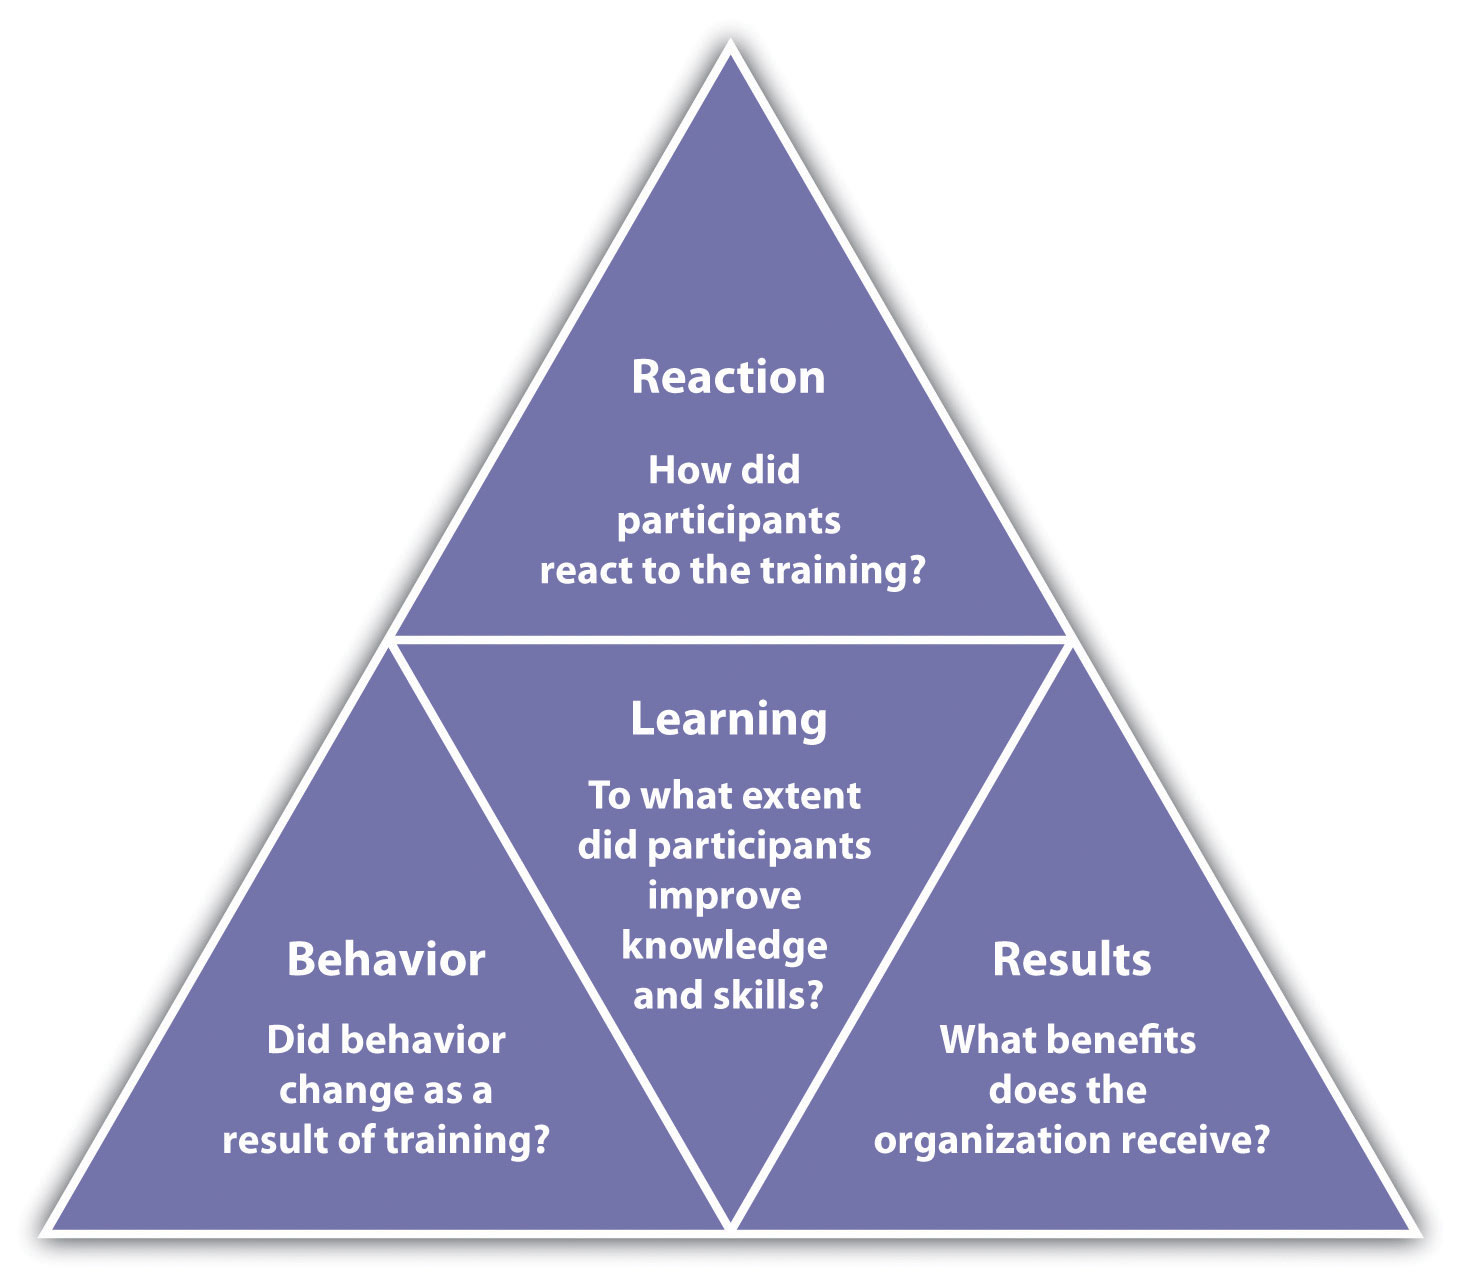 Reaction
How did
participants
react to the training?
Learning
To what extent
did participants
improve
knowledge
and skills?
Behavior
Did behavior
change as a
result of training?
Results
What benefits
does the
organization receive?